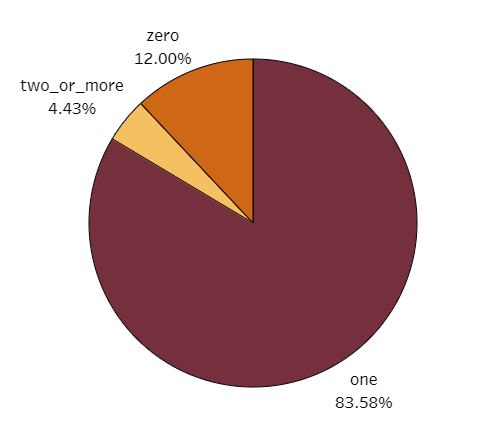 zero
12.00%
two_or_more
4.43%
one
83.58%